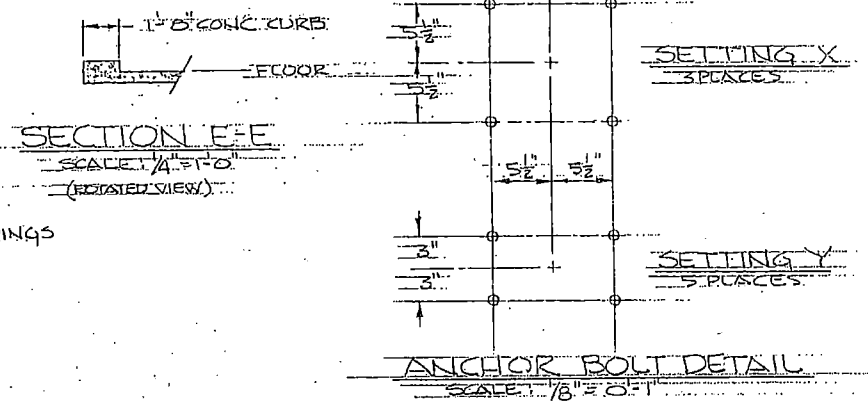 1'-8" CONC. CURB
FLOOR
SECTION E-E
SCALE: 1/4"=1'-0"
(ROTATED VIEW)
INGS
5 1/2"
5 1/2"
SETTING X
3 PLACES
5 1/2" 5 1/2"
3"
3"
SETTING Y
5 PLACES
ANCHOR BOLT DETAIL
SCALE: 1/8"=0'-1"